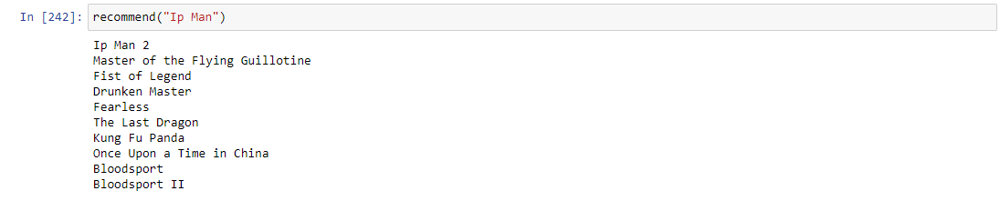 In [242]: recommend("Ip Man")
Ip Man 2
Master of the Flying Guillotine
Fist of Legend
Drunken Master
Fearless
The Last Dragon
Kung Fu Panda
Once Upon a Time in China
Bloodsport
Bloodsport II